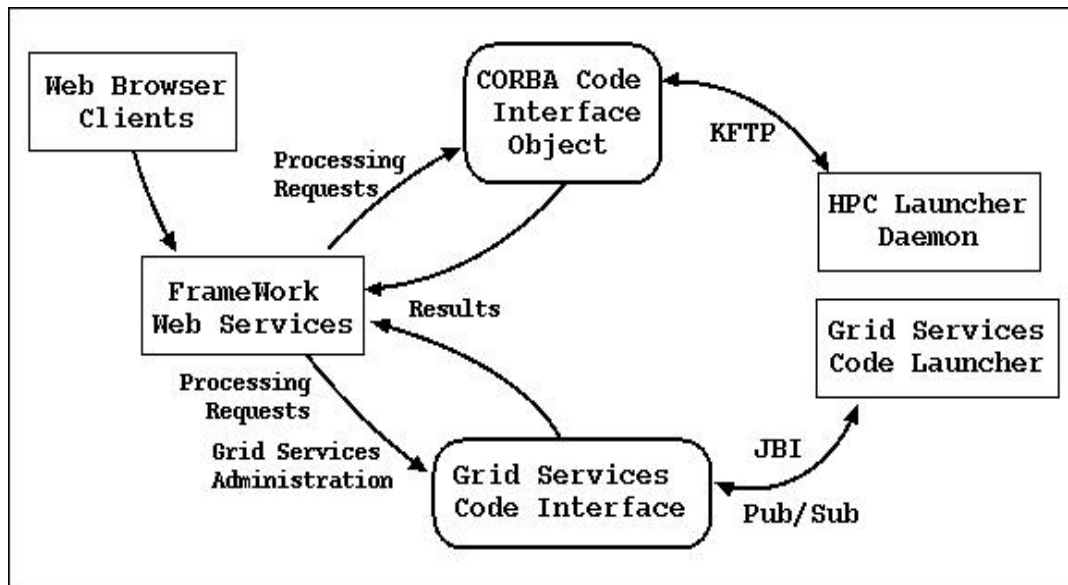 Web Browser
Clients
CORBA Code
Interface
Object
KFTP
Processing
Requests
HPC Launcher
Daemon
FrameWork
Web Services
Results
Grid Services
Code Launcher
Processing
Requests
Grid Services
Administration
Grid Services
Code Interface
JBI
Pub/Sub